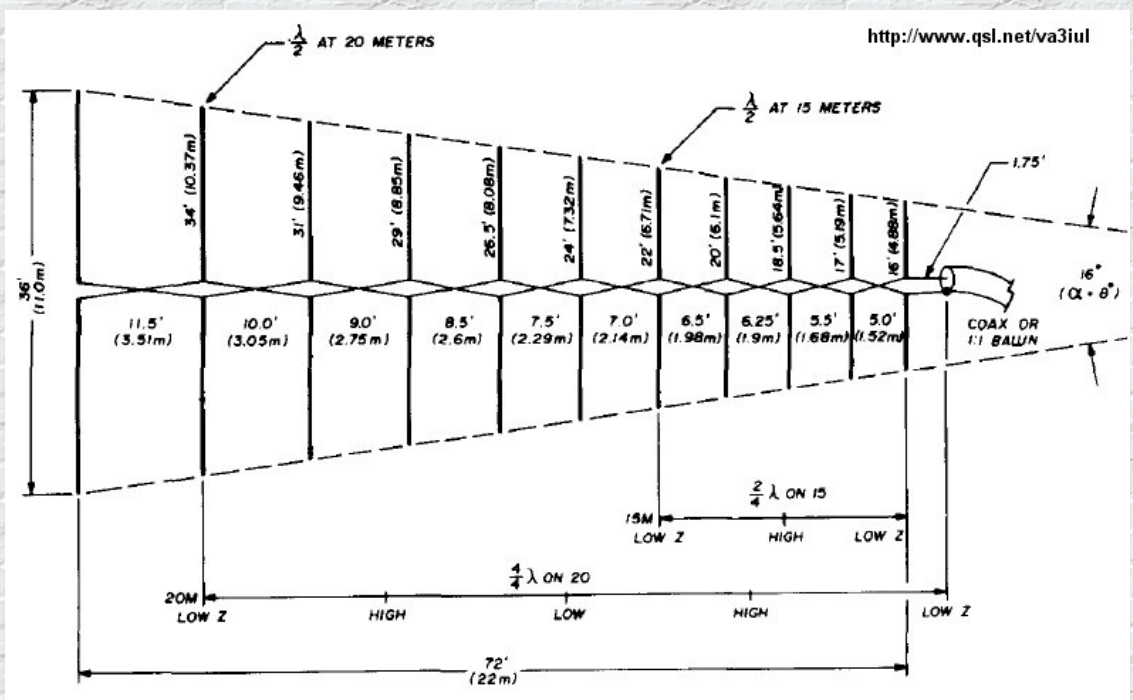 http://www.qsl.net/va3iul
λ/2 AT 20 METERS
λ/2 AT 15 METERS
1.75'
36'
(11.0m)
34' (10.37m)
31' (9.46m)
29' (8.85m)
26.5' (8.08m)
24' (7.32m)
22' (6.71m)
20' (6.1m)
18.5' (5.64m)
17' (5.19m)
16' (4.88m)
16°
(α = 8°)
COAX OR
1:1 BALUN
11.5'
(3.51m)
10.0'
(3.05m)
9.0'
(2.75m)
8.5'
(2.6m)
7.5'
(2.29m)
7.0'
(2.14m)
6.5'
(1.98m)
6.25'
(1.9m)
5.5'
(1.68m)
5.0'
(1.52m)
2/4 λ ON 15
15M
LOW Z HIGH LOW Z
4/4 λ ON 20
20M
LOW Z HIGH LOW HIGH LOW Z
72'
(22m)